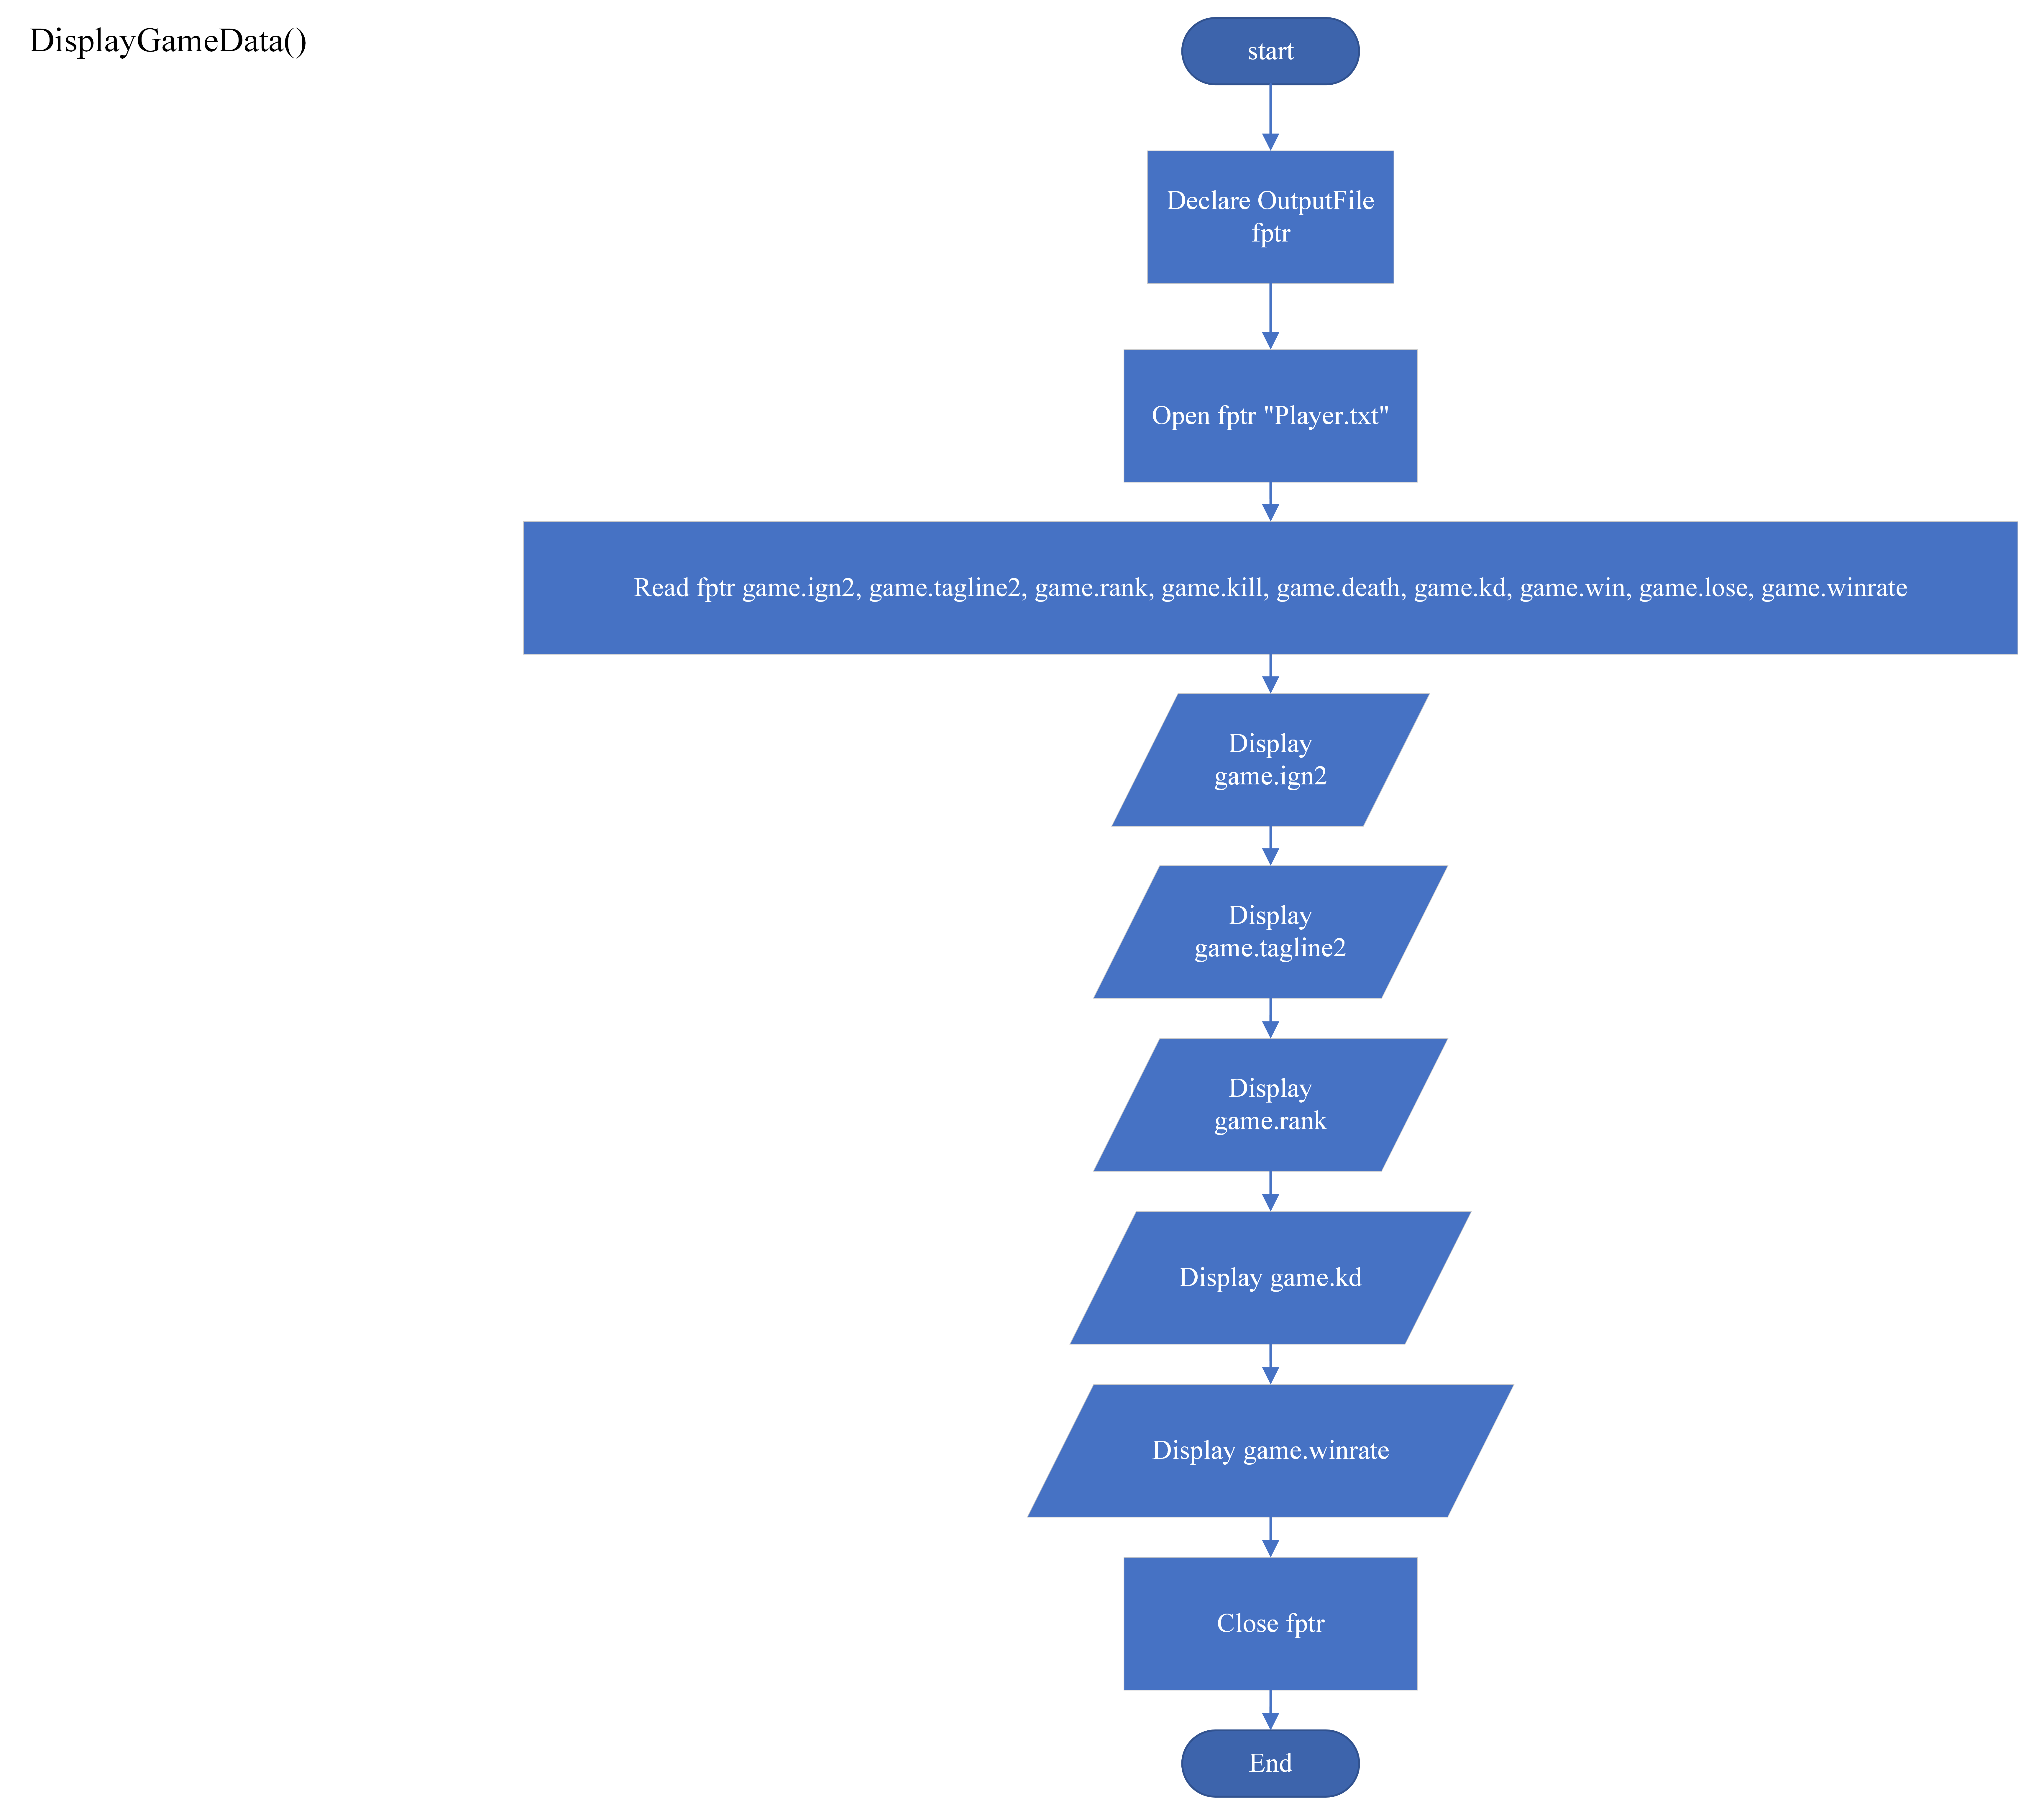 DisplayGameData()
start
Declare OutputFile
fptr
Open fptr "Player.txt"
Read fptr game.ign2, game.tagline2, game.rank, game.kill, game.death, game.kd, game.win, game.lose, game.winrate
Display
game.ign2
Display
game.tagline2
Display
game.rank
Display game.kd
Display game.winrate
Close fptr
End